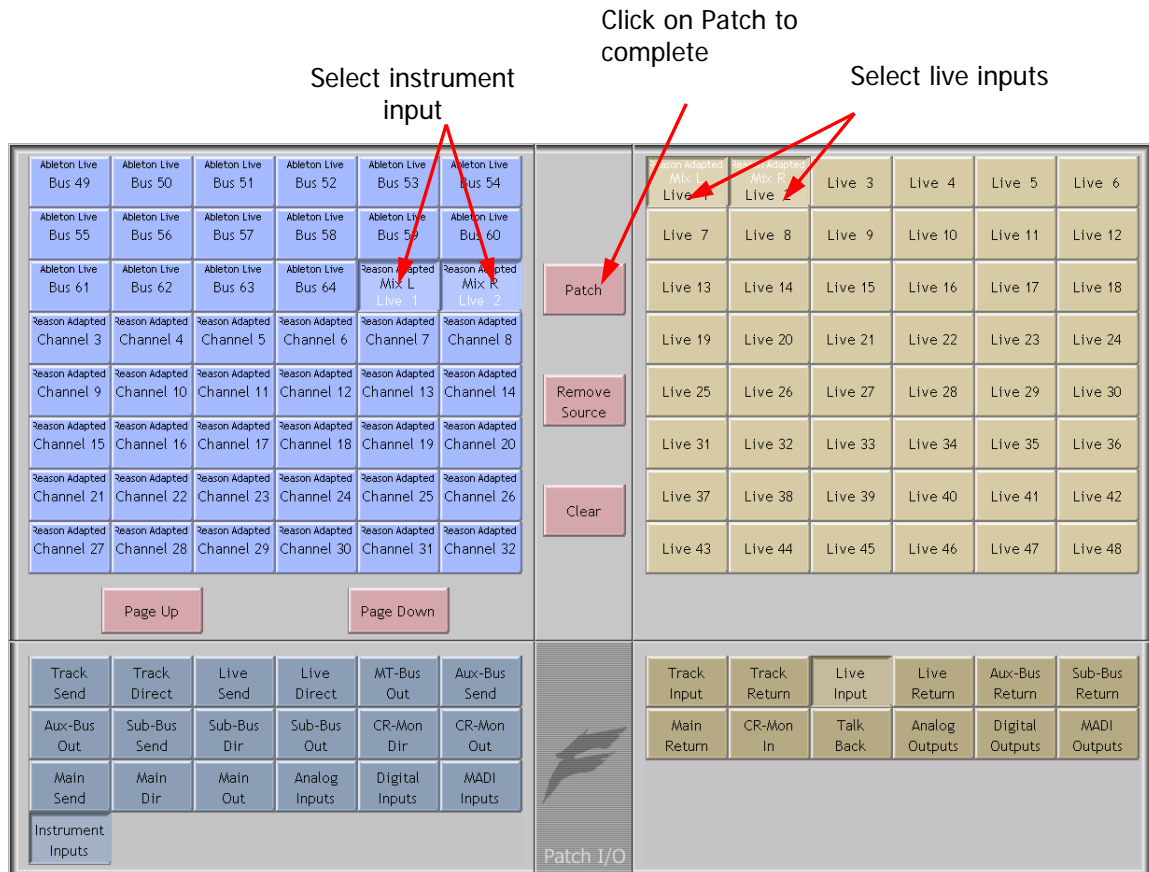 Click on Patch to
complete
Select instrument
input
Select live inputs
Ableton Live Ableton Live Ableton Live Ableton Live Ableton Live Ableton Live
Bus 49 Bus 50 Bus 51 Bus 52 Bus 53 Bus 54
Ableton Live Ableton Live Ableton Live Ableton Live Ableton Live Ableton Live
Bus 55 Bus 56 Bus 57 Bus 58 Bus 59 Bus 60
Ableton Live Ableton Live Ableton Live Ableton Live Reason Adapted Reason Adapted
Bus 61 Bus 62 Bus 63 Bus 64 Mix L Mix R
Live 1 Live 2
Reason Adapted Reason Adapted Reason Adapted Reason Adapted Reason Adapted Reason Adapted
Channel 3 Channel 4 Channel 5 Channel 6 Channel 7 Channel 8
Reason Adapted Reason Adapted Reason Adapted Reason Adapted Reason Adapted Reason Adapted
Channel 9 Channel 10 Channel 11 Channel 12 Channel 13 Channel 14
Reason Adapted Reason Adapted Reason Adapted Reason Adapted Reason Adapted Reason Adapted
Channel 15 Channel 16 Channel 17 Channel 18 Channel 19 Channel 20
Reason Adapted Reason Adapted Reason Adapted Reason Adapted Reason Adapted Reason Adapted
Channel 21 Channel 22 Channel 23 Channel 24 Channel 25 Channel 26
Reason Adapted Reason Adapted Reason Adapted Reason Adapted Reason Adapted Reason Adapted
Channel 27 Channel 28 Channel 29 Channel 30 Channel 31 Channel 32
Page Up Page Down
Patch
Remove
Source
Clear
Reason Adapted Reason Adapted
Mix L Mix R
Live 1 Live 2 Live 3 Live 4 Live 5 Live 6
Live 7 Live 8 Live 9 Live 10 Live 11 Live 12
Live 13 Live 14 Live 15 Live 16 Live 17 Live 18
Live 19 Live 20 Live 21 Live 22 Live 23 Live 24
Live 25 Live 26 Live 27 Live 28 Live 29 Live 30
Live 31 Live 32 Live 33 Live 34 Live 35 Live 36
Live 37 Live 38 Live 39 Live 40 Live 41 Live 42
Live 43 Live 44 Live 45 Live 46 Live 47 Live 48
Track Track Live Live MT-Bus Aux-Bus
Send Direct Send Direct Out Send
Aux-Bus Sub-Bus Sub-Bus Sub-Bus CR-Mon CR-Mon
Out Send Dir Out Dir Out
Main Main Main Analog Digital MADI
Send Dir Out Inputs Inputs Inputs
Instrument
Inputs
Patch I/O
Track Track Live Live Aux-Bus Sub-Bus
Input Return Input Return Return Return
Main CR-Mon Talk Analog Digital MADI
Return In Back Outputs Outputs Outputs